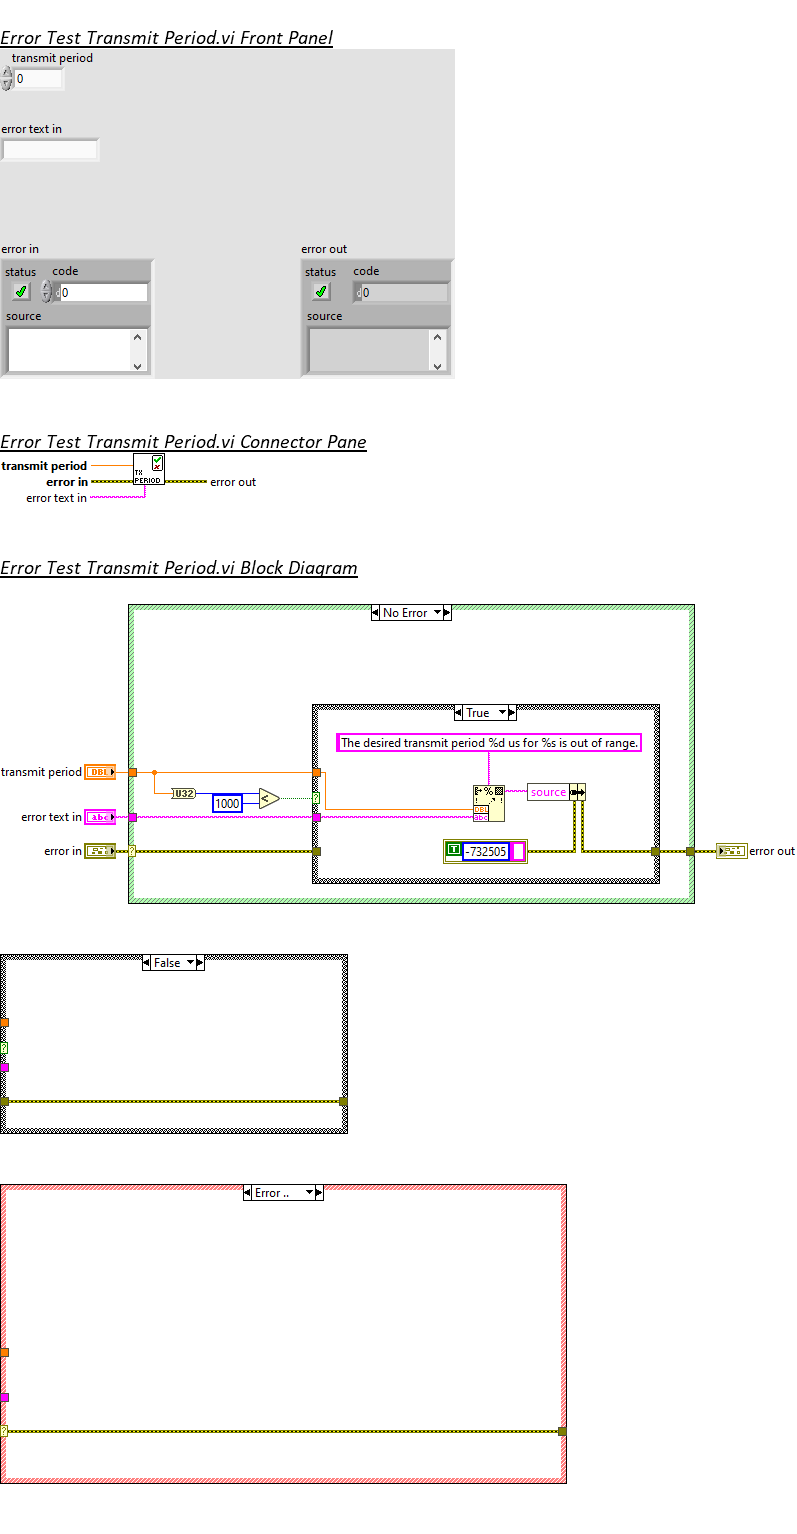 Error Test Transmit Period.vi Front Panel
transmit period
0
error text in
error in
error out
status code
d 0
source
status code
d 0
source
Error Test Transmit Period.vi Connector Pane
transmit period
error in
error text in
TX
PERIOD
error out
Error Test Transmit Period.vi Block Diagram
No Error
True
The desired transmit period %d us for %s is out of range.
transmit period
DBL
U32
1000
<
?
%
DBL
abc
source
error text in
abc
error in
?
T
-732505
error out
False
?
Error ..
?